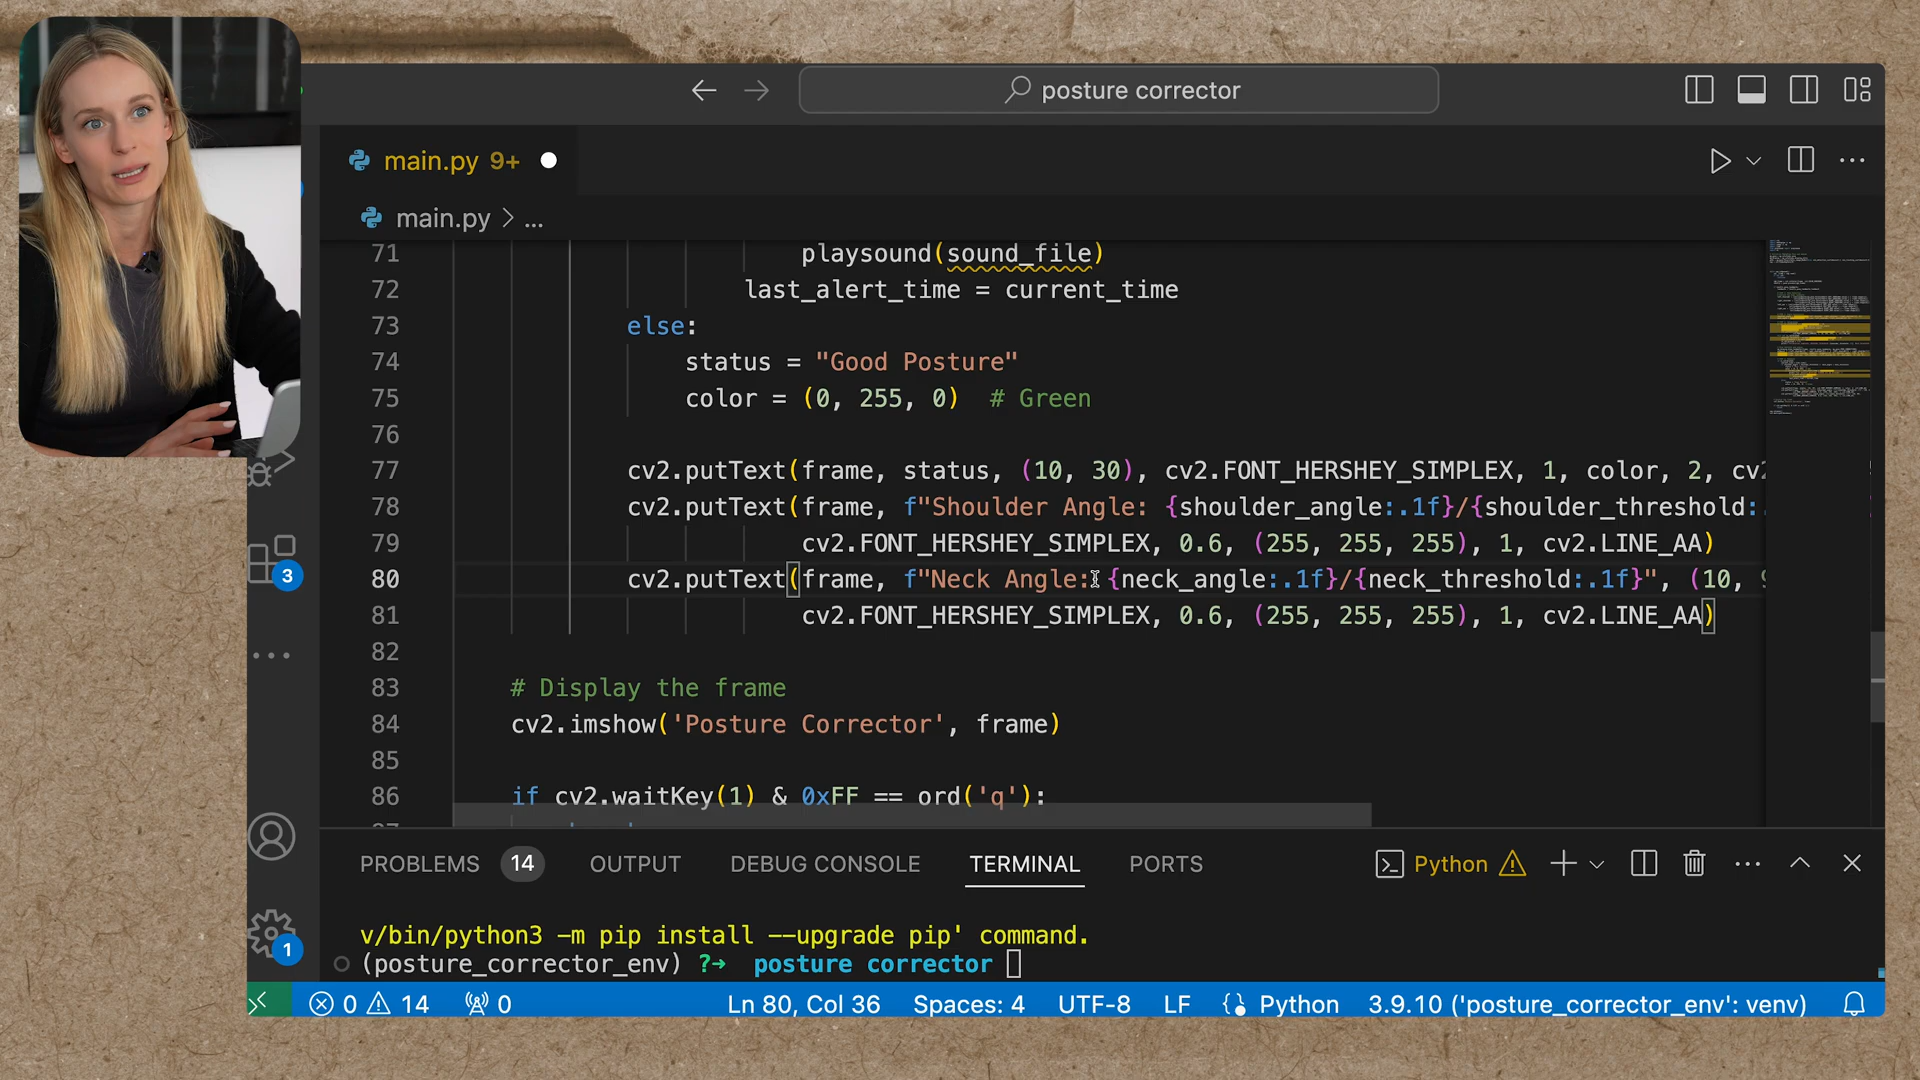 posture corrector
main.py 9+
main.py > ...
71 playsound(sound_file)
72 last_alert_time = current_time
73 else:
74 status = "Good Posture"
75 color = (0, 255, 0) # Green
76
77 cv2.putText(frame, status, (10, 30), cv2.FONT_HERSHEY_SIMPLEX, 1, color, 2, cv2
78 cv2.putText(frame, f"Shoulder Angle: {shoulder_angle:.1f}/{shoulder_threshold:.
79 cv2.FONT_HERSHEY_SIMPLEX, 0.6, (255, 255, 255), 1, cv2.LINE_AA)
80 cv2.putText(frame, f"Neck Angle: {neck_angle:.1f}/{neck_threshold:.1f}", (10, 9
81 cv2.FONT_HERSHEY_SIMPLEX, 0.6, (255, 255, 255), 1, cv2.LINE_AA)
82
83 # Display the frame
84 cv2.imshow('Posture Corrector', frame)
85
86 if cv2.waitKey(1) & 0xFF == ord('q'):
3
1
PROBLEMS 14 OUTPUT DEBUG CONSOLE TERMINAL PORTS Python
v/bin/python3 -m pip install --upgrade pip' command.
(posture_corrector_env) ?→ posture corrector
0 14 0 Ln 80, Col 36 Spaces: 4 UTF-8 LF Python 3.9.10 ('posture_corrector_env': venv)